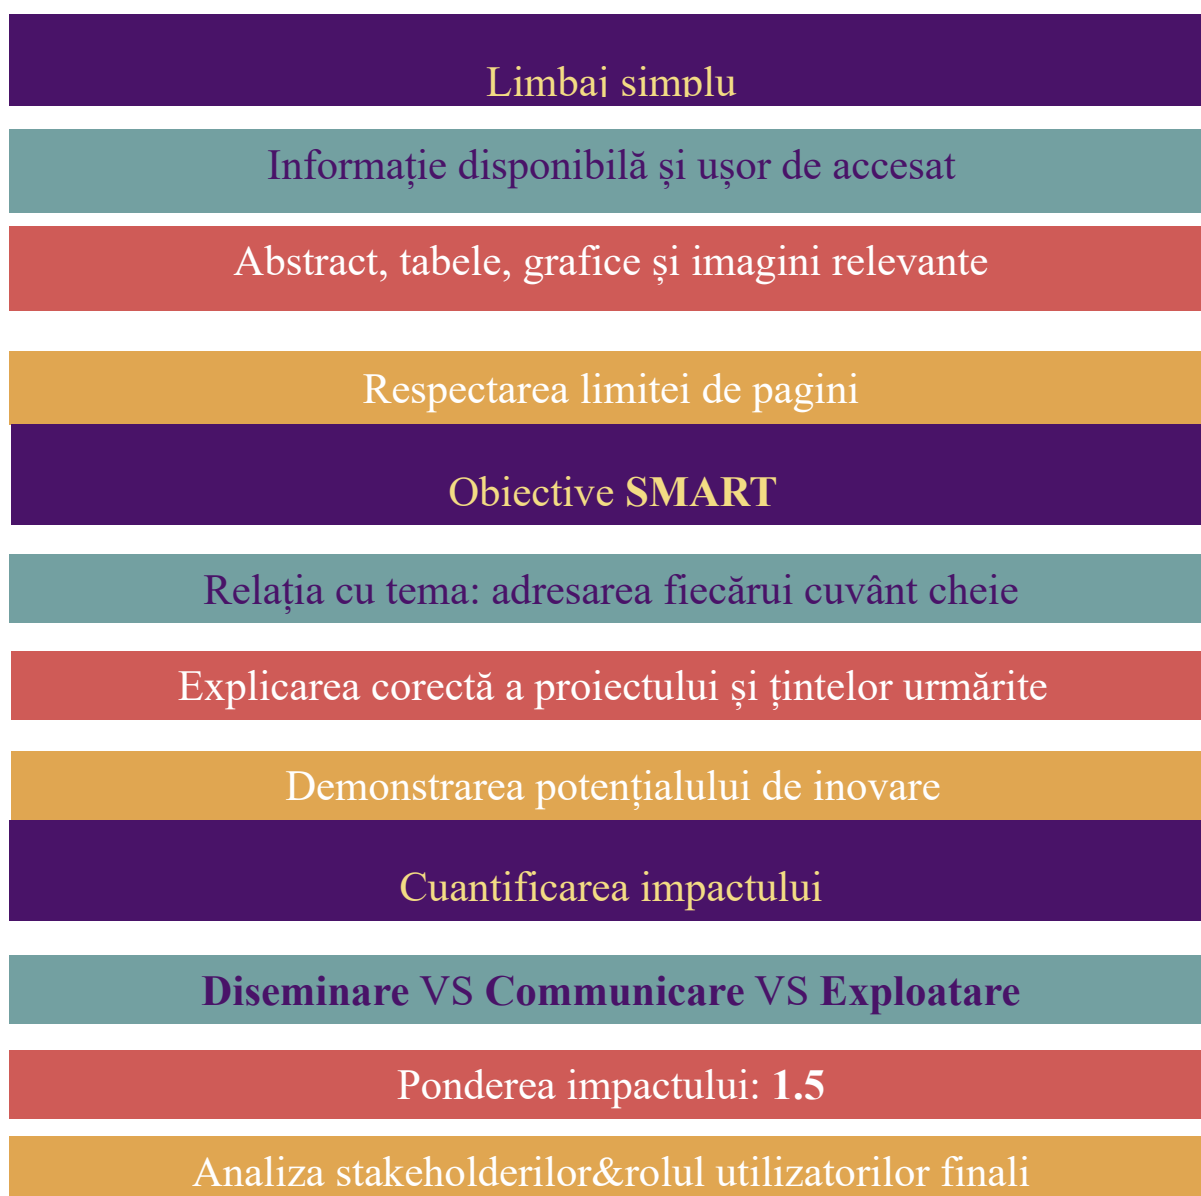 Limbaj simplu
Informație disponibilă și ușor de accesat
Abstract, tabele, grafice și imagini relevante
Respectarea limitei de pagini
Obiective SMART
Relația cu tema: adresarea fiecărui cuvânt cheie
Explicarea corectă a proiectului și țintelor urmărite
Demonstrarea potențialului de inovare
Cuantificarea impactului
Diseminare VS Communicare VS Exploatare
Ponderea impactului: 1.5
Analiza stakeholderilor&rolul utilizatorilor finali